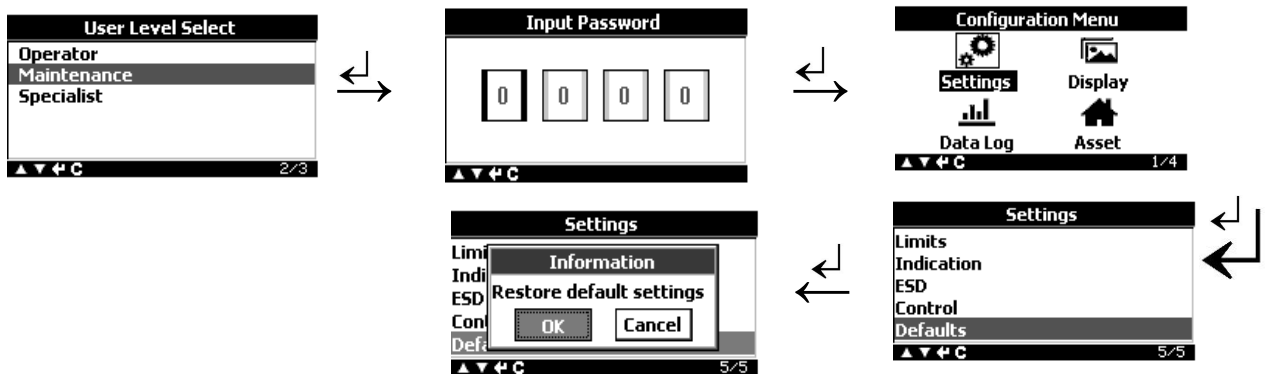 User Level Select
Operator
Maintenance
Specialist
▲ ▼ ↵ C 2/3
Input Password
0 0 0 0
▲ ▼ ↵ C
Configuration Menu
Settings Display
Data Log Asset
▲ ▼ ↵ C 1/4
Settings
Limits
Indication
ESD
Control
Defaults
▲ ▼ ↵ C 5/5
Settings
Limi
Information
Indi
Restore default settings
ESD
Cont
OK Cancel
Defa
▲ ▼ ↵ C 5/5